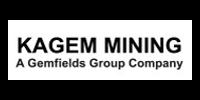 KAGEM MINING
A Gemfields Group Company